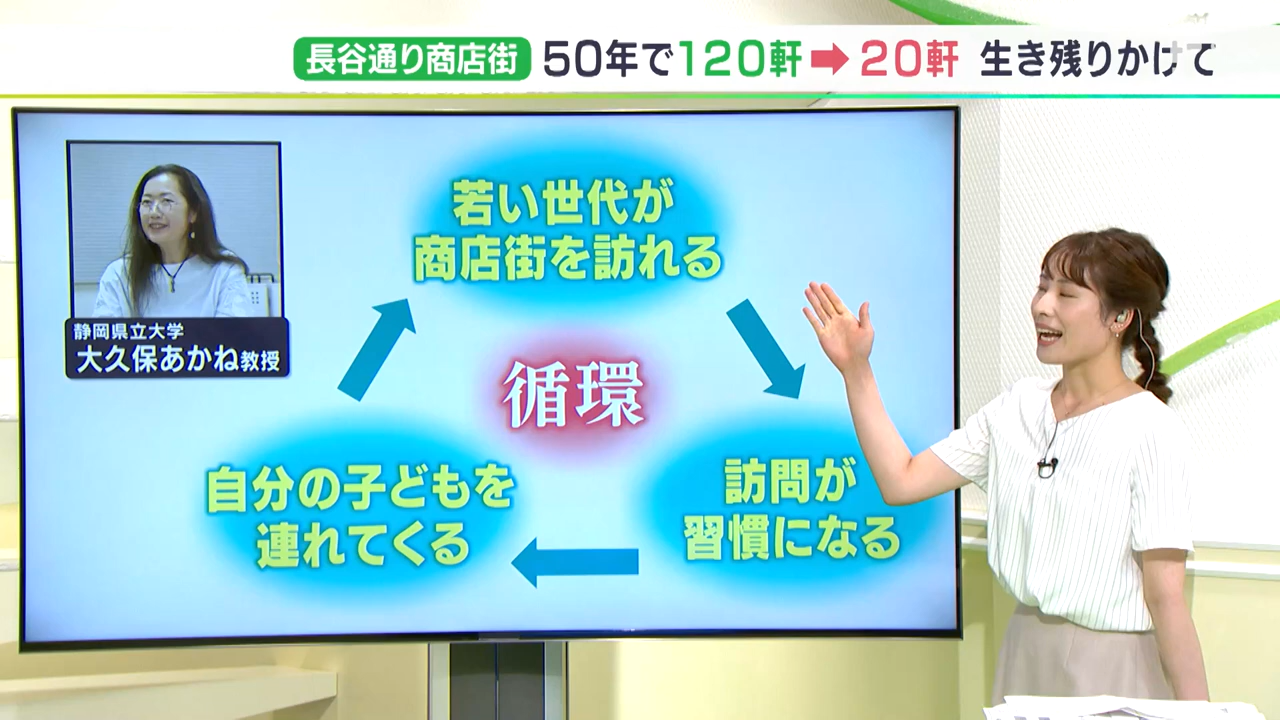 長谷通り商店街 50年で120軒➡20軒 生き残りかけて
若い世代が
商店街を訪れる
静岡県立大学
大久保あかね教授
循環
自分の子どもを
連れてくる
訪問が
習慣になる